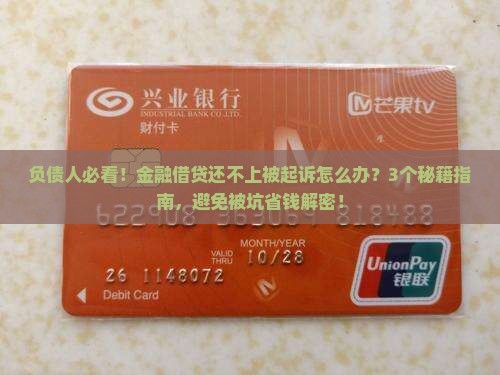 兴业银行
INDUSTRIAL BANK CO.,LTD.
财付卡
芒果tv
负债人必看！金融借贷还不上被起诉怎么办？3个秘籍指
南，避免被坑省钱解密！
MONTH/YEAR
VALID
THRU
10/28
26 1148072
Debit Card
UnionPay
银联